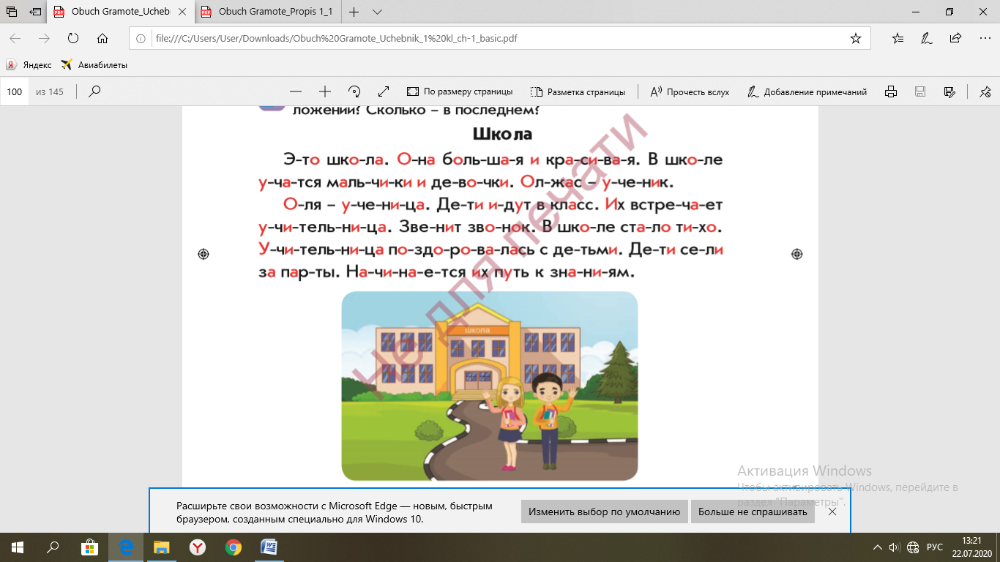 Obuch Gramote_Uchebn
Obuch Gramote_Propis 1_1
file:///C:/Users/User/Downloads/Obuch%20Gramote_Uchebnik_1%20kl_ch-1_basic.pdf
Яндекс
Авиабилеты
100 из 145
По размеру страницы
Разметка страницы
Прочесть вслух
Добавление примечаний
ложении? Сколько – в последнем?
Школа
Э-то шко-ла. О-на боль-ша-я и кра-си-ва-я. В шко-ле
у-ча-тся маль-чи-ки и де-во-чки. Ол-жас – у-че-ник.
О-ля – у-че-ни-ца. Де-ти и-дут в класс. Их встре-ча-ет
у-чи-тель-ни-ца. Зве-нит зво-нок. В шко-ле ста-ло ти-хо.
У-чи-тель-ни-ца по-здо-ро-ва-лась с де-тьми. Де-ти се-ли
за пар-ты. На-чи-на-е-тся их путь к зна-ни-ям.
Не для печати
школа
Активация Windows
Чтобы активировать Windows, перейдите в
раздел "Параметры".
Расширьте свои возможности с Microsoft Edge — новым, быстрым
браузером, созданным специально для Windows 10.
Изменить выбор по умолчанию
Больше не спрашивать
РУС
13:21
22.07.2020